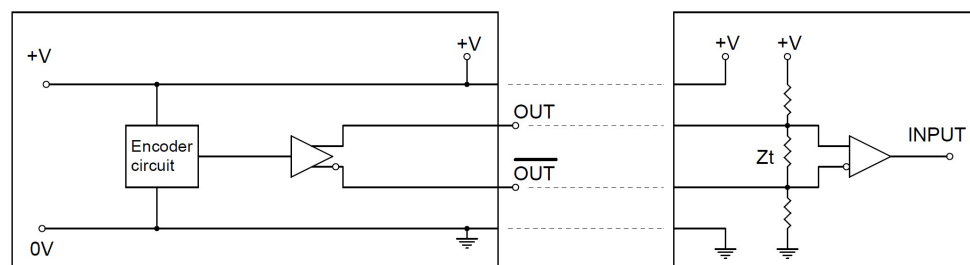 +V
+V
+V
+V
OUT
Encoder
circuit
Zt
INPUT
OUT
0V